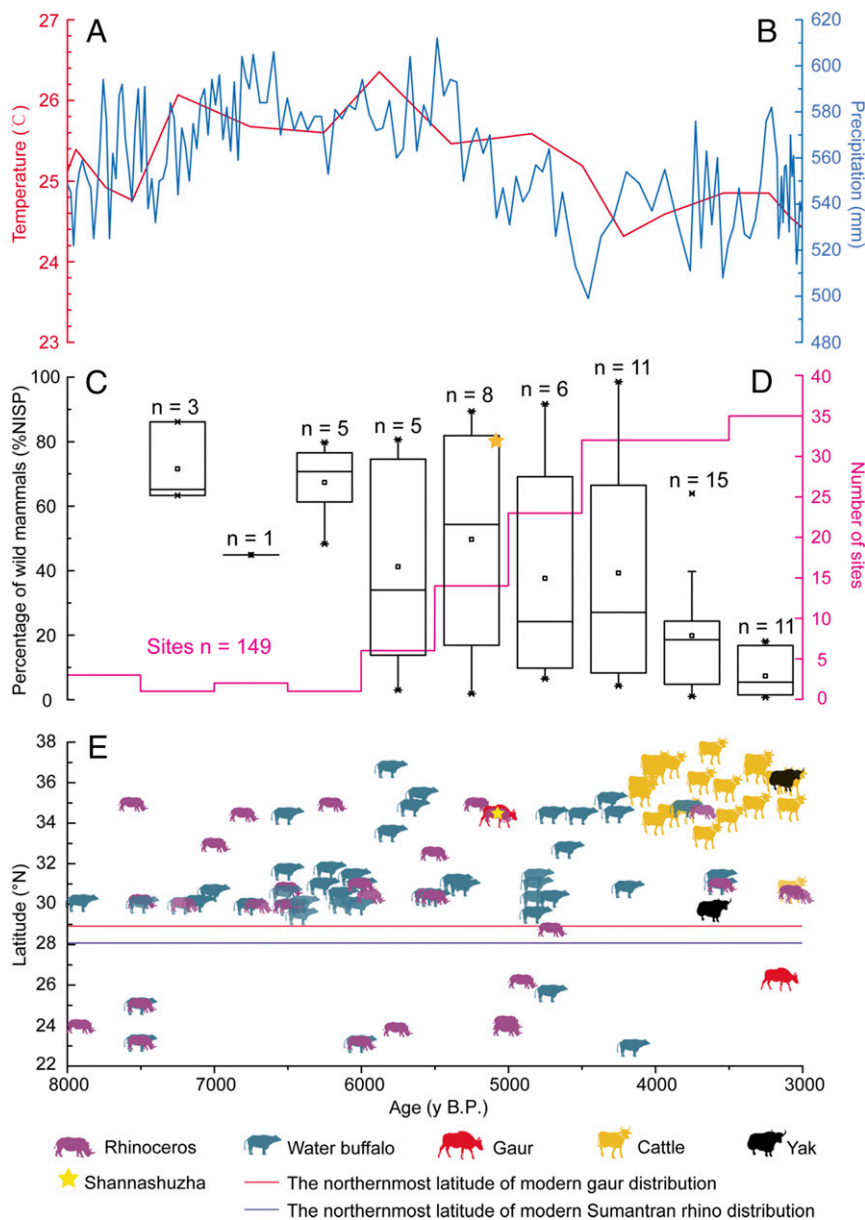 A
B
27
26
25
24
23
Temperature (℃)
620
600
580
560
540
520
500
480
Precipitation (mm)
C
D
100
80
60
40
20
0
Percentage of wild mammals (%NISP)
n = 3
n = 1
n = 5
n = 5
n = 8
n = 6
n = 11
n = 15
n = 11
Sites n = 149
40
35
30
25
20
15
10
5
0
Number of sites
E
38
36
34
32
30
28
26
24
22
Latitude (°N)
8000 7000 6000 5000 4000 3000
Age (y B.P.)
Rhinoceros Water buffalo Gaur Cattle Yak
Shannashuzha The northernmost latitude of modern gaur distribution
The northernmost latitude of modern Sumantran rhino distribution